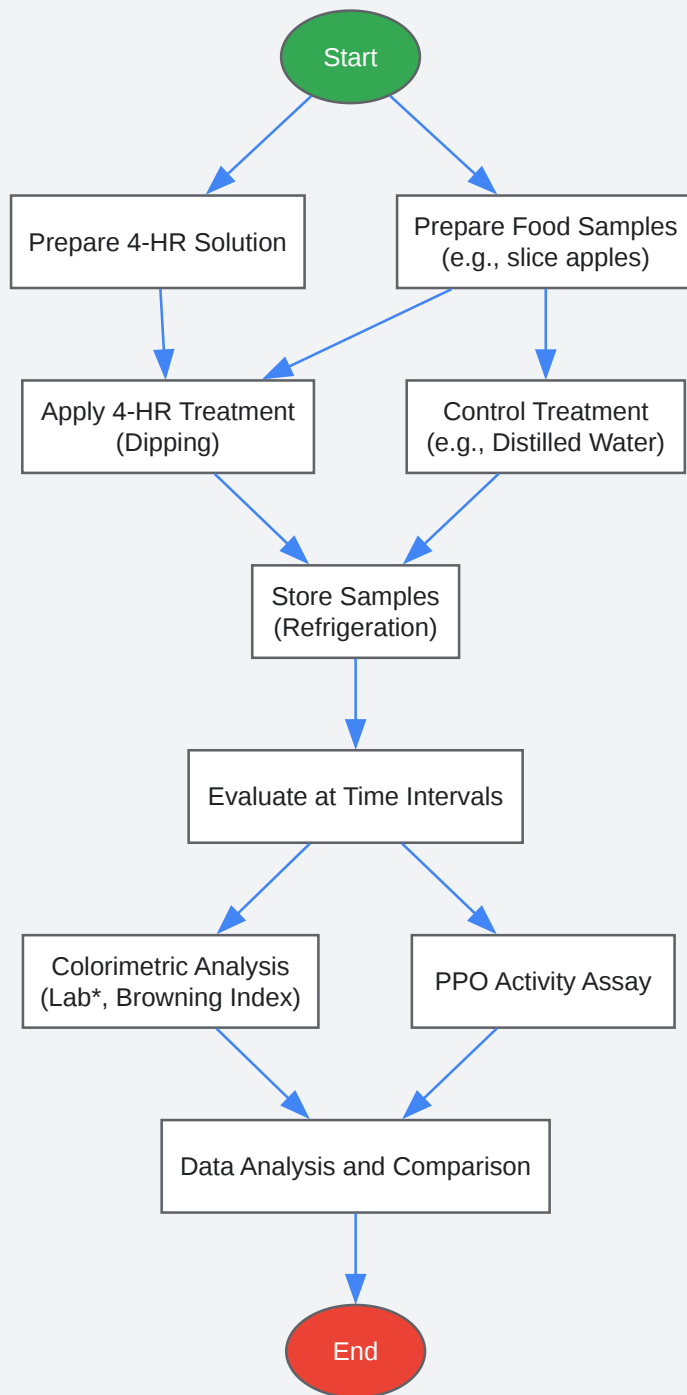 Start
Prepare 4-HR Solution
Prepare Food Samples
(e.g., slice apples)
Apply 4-HR Treatment
(Dipping)
Control Treatment
(e.g., Distilled Water)
Store Samples
(Refrigeration)
Evaluate at Time Intervals
Colorimetric Analysis
(Lab*, Browning Index)
PPO Activity Assay
Data Analysis and Comparison
End